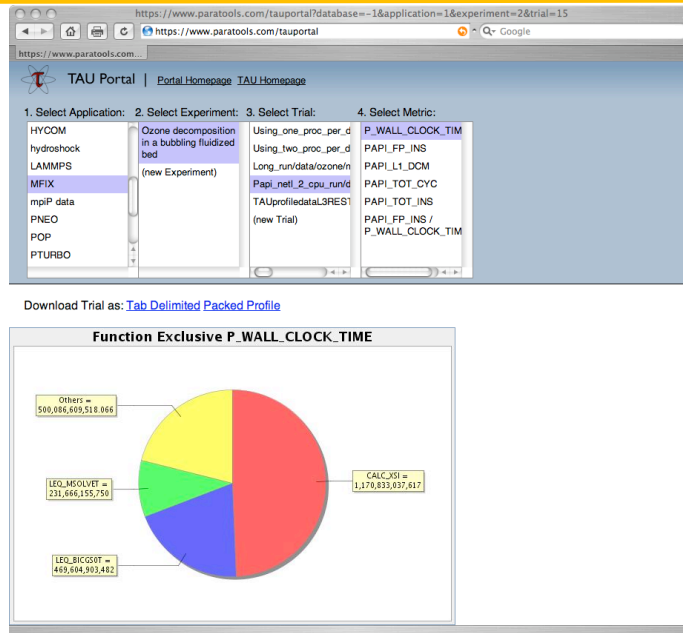 https://www.paratools.com/tauportal?database=-1&application=1&experiment=2&trial=15
https://www.paratools.com/tauportal
Google
https://www.paratools.com...
TAU Portal | Portal Homepage TAU Homepage
1. Select Application: 2. Select Experiment: 3. Select Trial: 4. Select Metric:
HYCOM
hydroshock
LAMMPS
MFIX
mpiP data
PNEO
POP
PTURBO
Ozone decomposition
in a bubbling fluidized
bed
(new Experiment)
Using_one_proc_per_d
Using_two_proc_per_d
Long_run/data/ozone/n
Papi_netl_2_cpu_run/d
TAUprofiledataL3REST
(new Trial)
P_WALL_CLOCK_TIM
PAPI_FP_INS
PAPI_L1_DCM
PAPI_TOT_CYC
PAPI_TOT_INS
PAPI_FP_INS /
P_WALL_CLOCK_TIM
Download Trial as: Tab Delimited Packed Profile
Function Exclusive P_WALL_CLOCK_TIME
Others =
500,086,609,518.066
CALC_XSI =
1,170,833,037,617
LEQ_MSOLVET =
231,666,155,750
LEQ_BICGS0T =
469,604,903,482